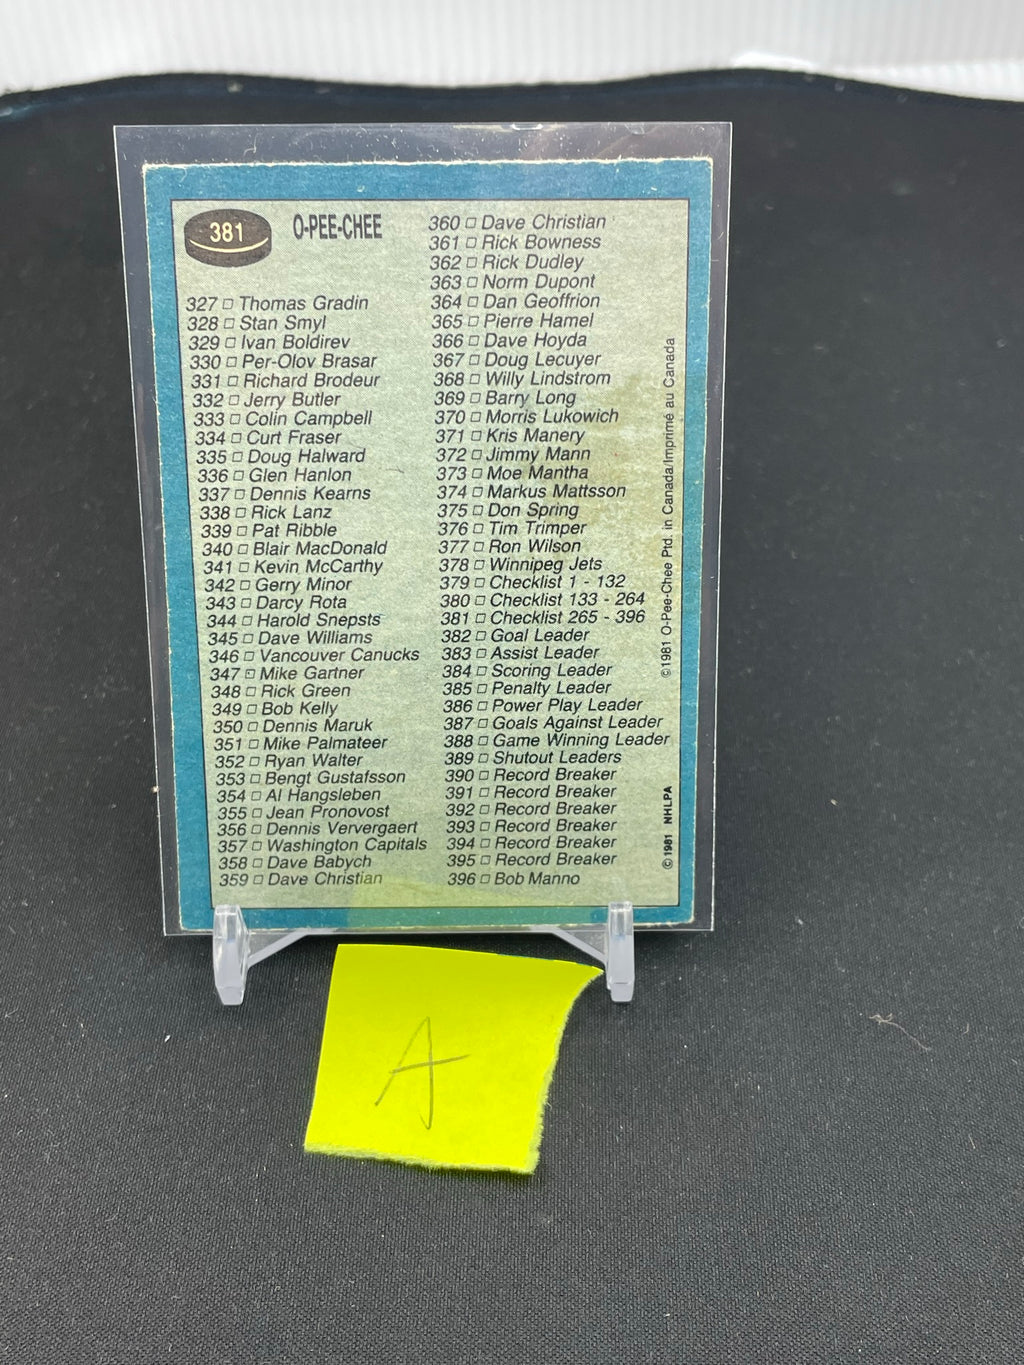 381
O-PEE-CHEE
327 □ Thomas Gradin
328 □ Stan Smyl
329 □ Ivan Boldirev
330 □ Per-Olov Brasar
331 □ Richard Brodeur
332 □ Jerry Butler
333 □ Colin Campbell
334 □ Curt Fraser
335 □ Doug Halward
336 □ Glen Hanlon
337 □ Dennis Kearns
338 □ Rick Lanz
339 □ Pat Ribble
340 □ Blair MacDonald
341 □ Kevin McCarthy
342 □ Gerry Minor
343 □ Darcy Rota
344 □ Harold Snepsts
345 □ Dave Williams
346 □ Vancouver Canucks
347 □ Mike Gartner
348 □ Rick Green
349 □ Bob Kelly
350 □ Dennis Maruk
351 □ Mike Palmateer
352 □ Ryan Walter
353 □ Bengt Gustafsson
354 □ Al Hangsleben
355 □ Jean Pronovost
356 □ Dennis Ververgaert
357 □ Washington Capitals
358 □ Dave Babych
359 □ Dave Christian
360 □ Dave Christian
361 □ Rick Bowness
362 □ Rick Dudley
363 □ Norm Dupont
364 □ Dan Geoffrion
365 □ Pierre Hamel
366 □ Dave Hoyda
367 □ Doug Lecuyer
368 □ Willy Lindstrom
369 □ Barry Long
370 □ Morris Lukowich
371 □ Kris Manery
372 □ Jimmy Mann
373 □ Moe Mantha
374 □ Markus Mattsson
375 □ Don Spring
376 □ Tim Trimper
377 □ Ron Wilson
378 □ Winnipeg Jets
379 □ Checklist 1 - 132
380 □ Checklist 133 - 264
381 □ Checklist 265 - 396
382 □ Goal Leader
383 □ Assist Leader
384 □ Scoring Leader
385 □ Penalty Leader
386 □ Power Play Leader
387 □ Goals Against Leader
388 □ Game Winning Leader
389 □ Shutout Leaders
390 □ Record Breaker
391 □ Record Breaker
392 □ Record Breaker
393 □ Record Breaker
394 □ Record Breaker
395 □ Record Breaker
396 □ Bob Manno
©1981 O-Pee-Chee Ptd. in Canada/Imprimé au Canada
©1981 NHLPA
A